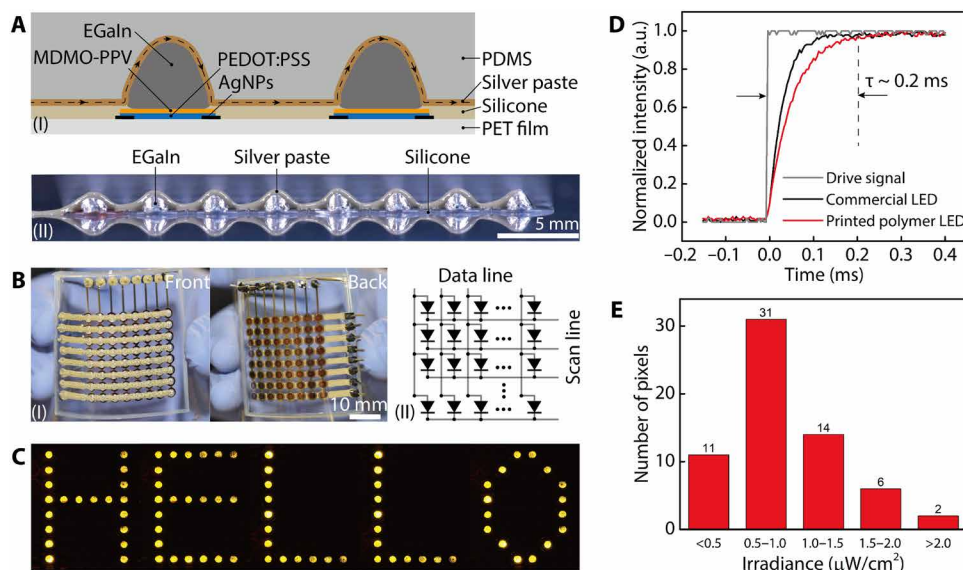 A
EGaIn
MDMO-PPV
PEDOT:PSS
AgNPs
PDMS
Silver paste
Silicone
PET film
(I)
EGaIn
Silver paste
Silicone
5 mm
(II)
B
Front
(I)
Back
10 mm
Data line
Scan line
(II)
C
D
Normalized intensity (a.u.)
1.0
0.8
0.6
0.4
0.2
0.0
τ ~ 0.2 ms
Drive signal
Commercial LED
Printed polymer LED
−0.1 0.0 0.1 0.2 0.3 0.4
Time (ms)
E
Number of pixels
30
20
10
0
11
31
14
6
2
<0.5 0.5–1.0 1.0–1.5 1.5–2.0 >2.0
Irradiance (μW/cm²)
HELLO